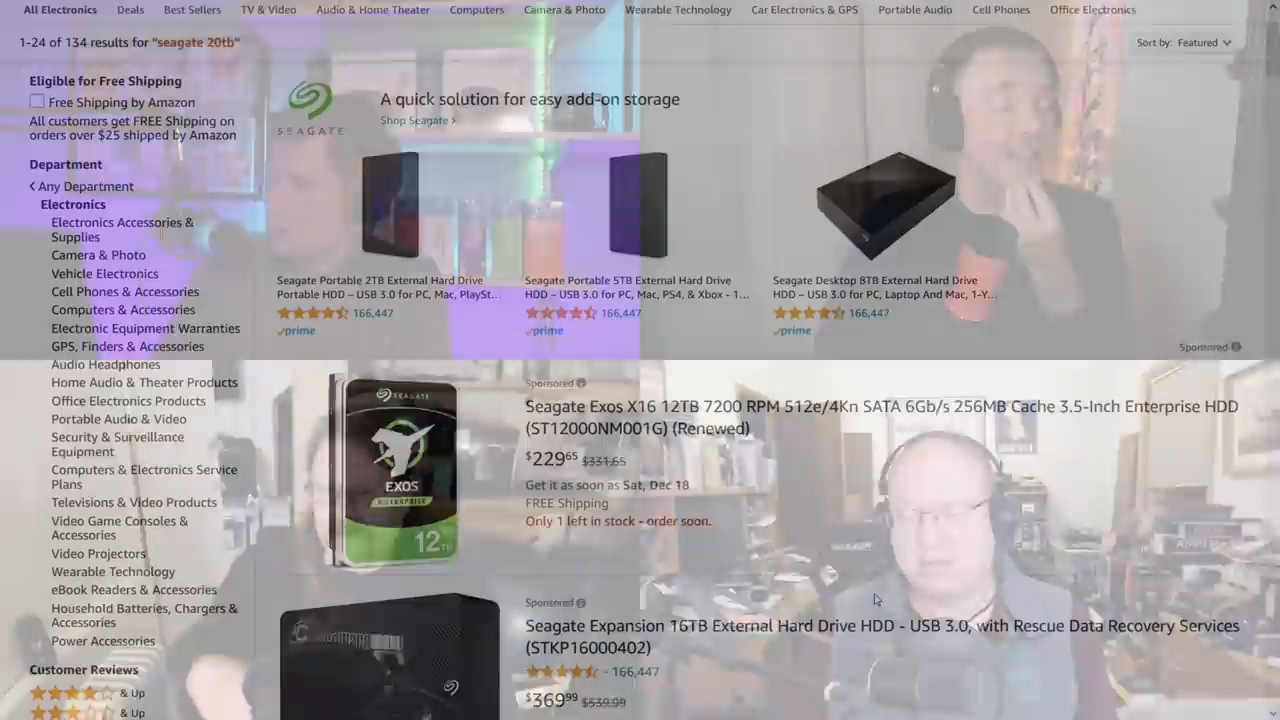 All Electronics Deals Best Sellers TV & Video Audio & Home Theater Computers Camera & Photo Wearable Technology Car Electronics & GPS Portable Audio Cell Phones Office Electronics
1-24 of 134 results for "seagate 20tb"
Sort by: Featured
Eligible for Free Shipping
Free Shipping by Amazon
All customers get FREE Shipping on
orders over $25 shipped by Amazon
Department
Any Department
Electronics
Electronics Accessories &
Supplies
Camera & Photo
Vehicle Electronics
Cell Phones & Accessories
Computers & Accessories
Electronic Equipment Warranties
GPS, Finders & Accessories
Audio Headphones
Home Audio & Theater Products
Office Electronics Products
Portable Audio & Video
Security & Surveillance
Equipment
Computers & Electronics Service
Plans
Televisions & Video Products
Video Game Consoles &
Accessories
Video Projectors
Wearable Technology
eBook Readers & Accessories
Household Batteries, Chargers &
Accessories
Power Accessories
Customer Reviews
& Up
& Up
SEAGATE
A quick solution for easy add-on storage
Shop Seagate ›
Seagate Portable 2TB External Hard Drive
Portable HDD – USB 3.0 for PC, Mac, PlaySt...
166,447
prime
Seagate Portable 5TB External Hard Drive
HDD – USB 3.0 for PC, Mac, PS4, & Xbox - 1...
166,447
prime
Seagate Desktop 8TB External Hard Drive
HDD – USB 3.0 for PC, Laptop And Mac, 1-Y...
166,447
prime
Sponsored
SEAGATE
EXOS
ENTERPRISE
12TB
Sponsored
Seagate Exos X16 12TB 7200 RPM 512e/4Kn SATA 6Gb/s 256MB Cache 3.5-Inch Enterprise HDD
(ST12000NM001G) (Renewed)
$22965 $331.65
Get it as soon as Sat, Dec 18
FREE Shipping
Only 1 left in stock - order soon.
Sponsored
Seagate Expansion 16TB External Hard Drive HDD - USB 3.0, with Rescue Data Recovery Services
(STKP16000402)
166,447
$36999 $539.99